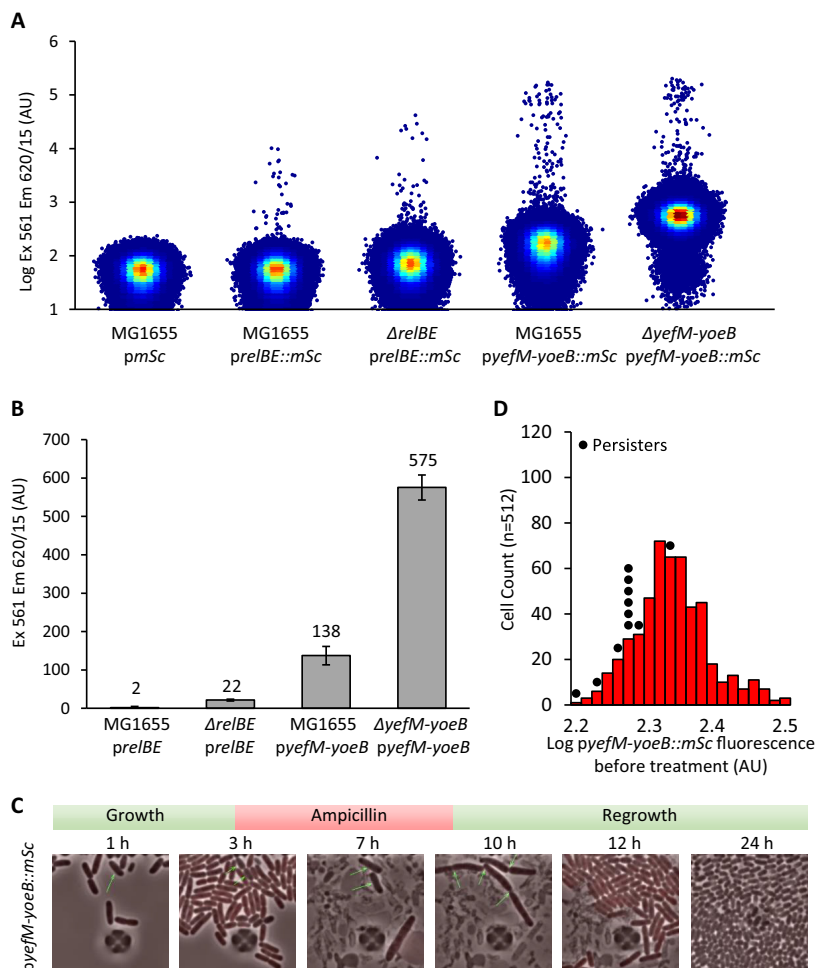 A
Log Ex 561 Em 620/15 (AU)
6
5
4
3
2
1
MG1655
pmSc
MG1655
prelBE::mSc
ΔrelBE
prelBE::mSc
MG1655
pyefM-yoeB::mSc
ΔyefM-yoeB
pyefM-yoeB::mSc
B
Ex 561 Em 620/15 (AU)
700
600
500
400
300
200
100
0
2
22
138
575
MG1655
prelBE
ΔrelBE
prelBE
MG1655
pyefM-yoeB
ΔyefM-yoeB
pyefM-yoeB
D
Cell Count (n=512)
120
100
80
60
40
20
0
Persisters
2.2 2.3 2.4 2.5
Log pyefM-yoeB::mSc fluorescence
before treatment (AU)
C
Growth Ampicillin Regrowth
1 h 3 h 7 h 10 h 12 h 24 h
pyefM-yoeB::mSc